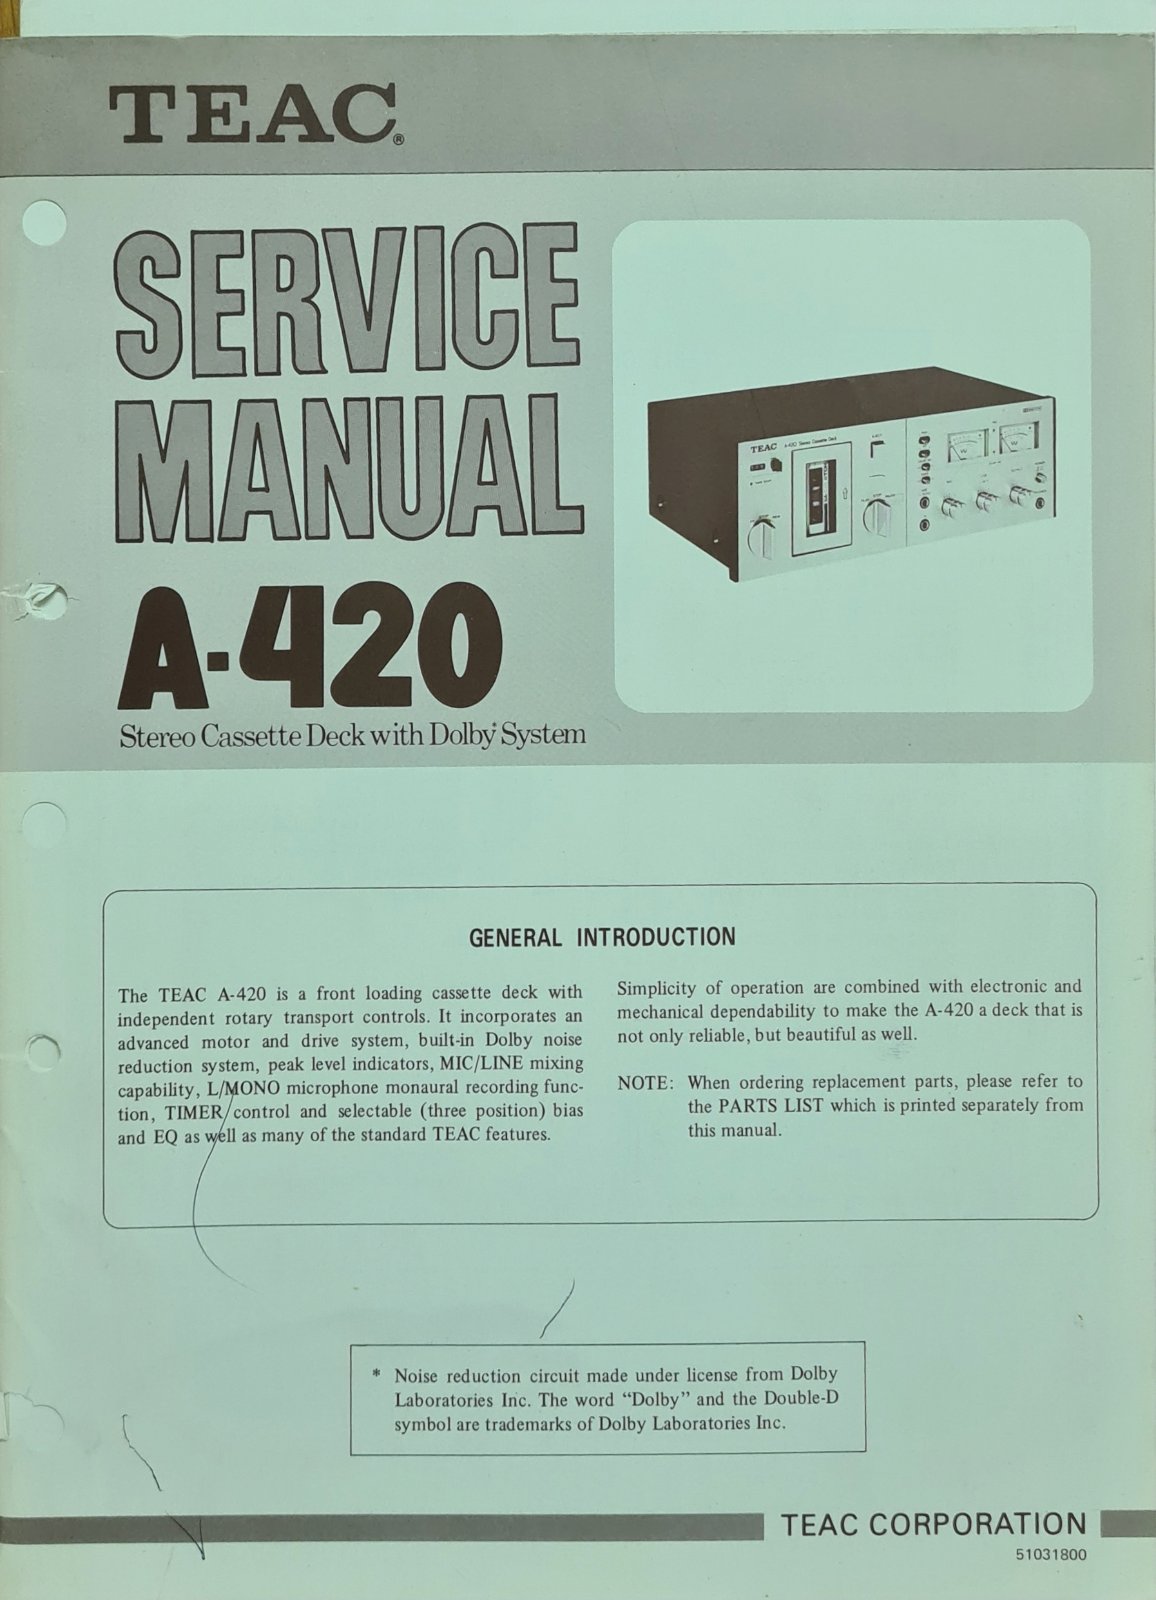 TEAC®
SERVICE
MANUAL
A-420
Stereo Cassette Deck with Dolby* System
TEAC A-420 Stereo Cassette Deck
GENERAL INTRODUCTION
The TEAC A-420 is a front loading cassette deck with
independent rotary transport controls. It incorporates an
advanced motor and drive system, built-in Dolby noise
reduction system, peak level indicators, MIC/LINE mixing
capability, L/MONO microphone monaural recording func-
tion, TIMER control and selectable (three position) bias
and EQ as well as many of the standard TEAC features.
Simplicity of operation are combined with electronic and
mechanical dependability to make the A-420 a deck that is
not only reliable, but beautiful as well.
NOTE: When ordering replacement parts, please refer to
the PARTS LIST which is printed separately from
this manual.
* Noise reduction circuit made under license from Dolby
Laboratories Inc. The word “Dolby” and the Double-D
symbol are trademarks of Dolby Laboratories Inc.
TEAC CORPORATION
51031800